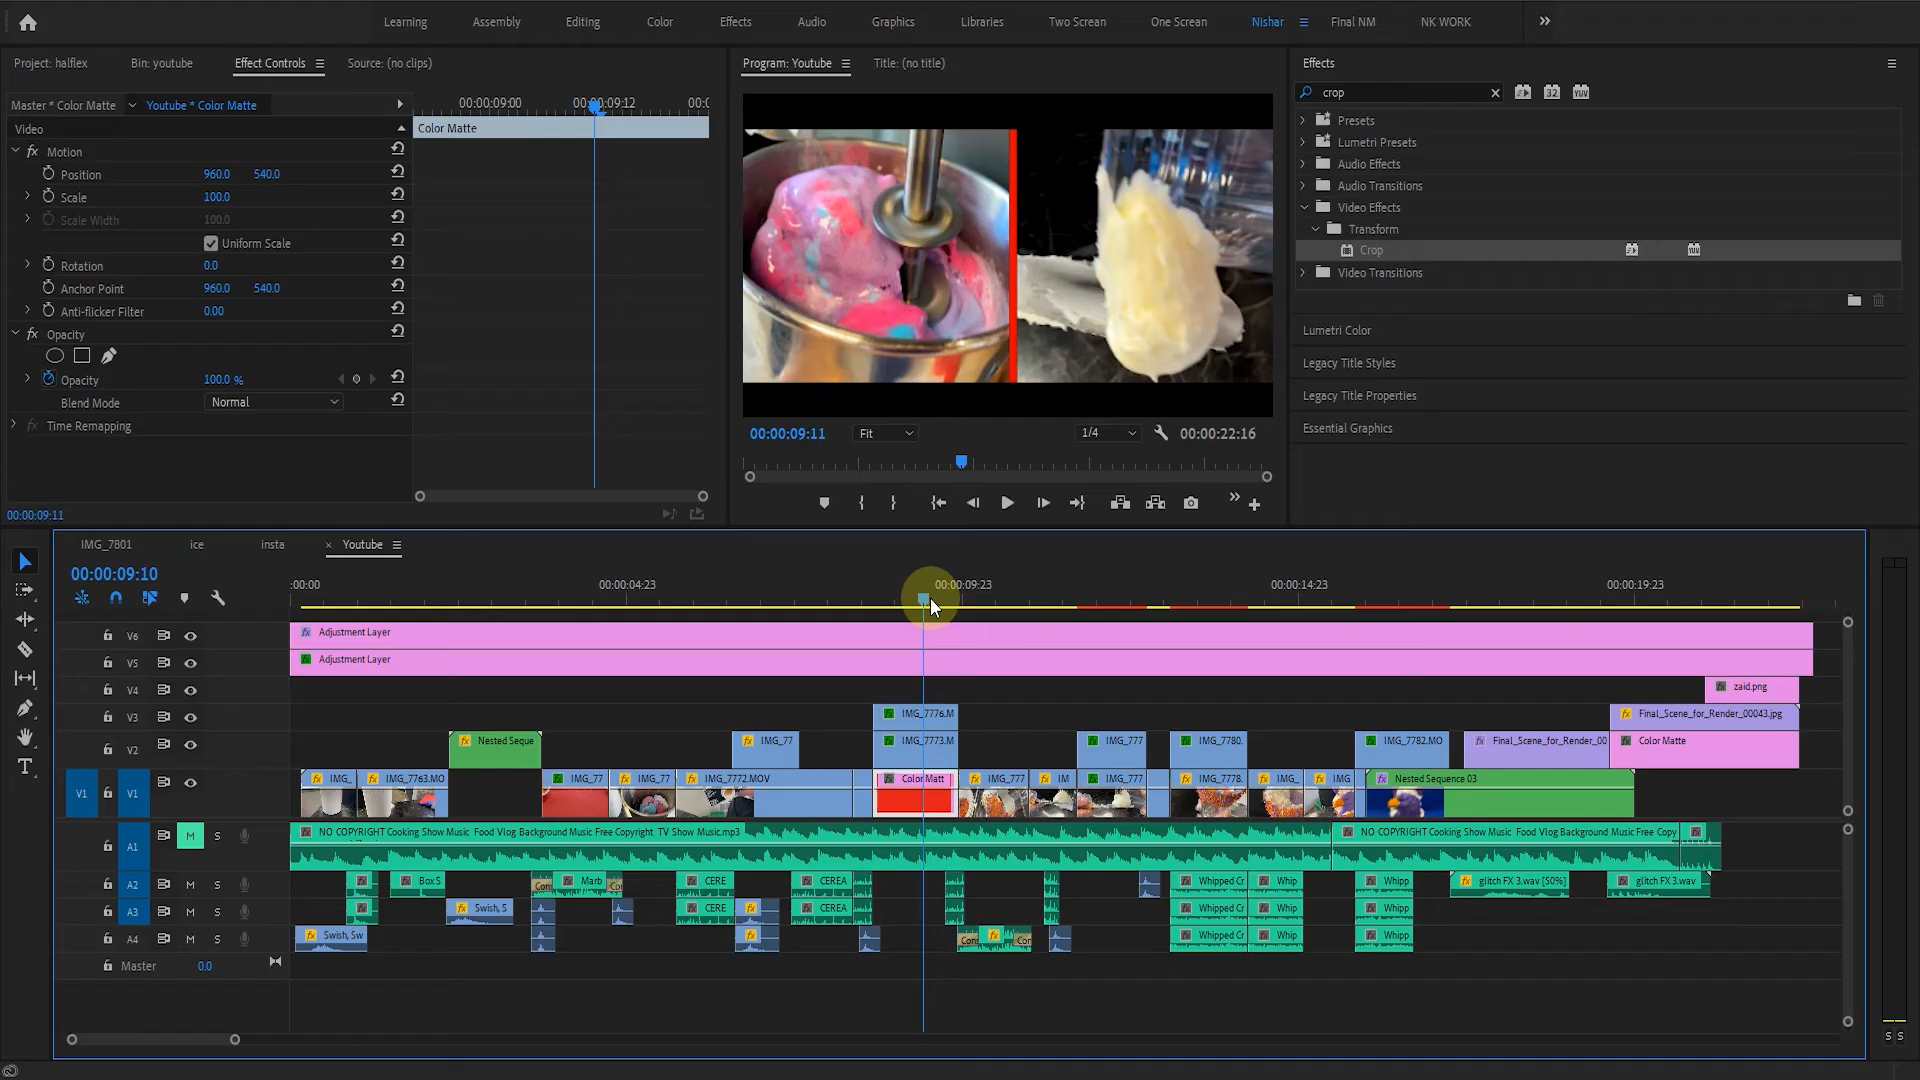 Learning Assembly Editing Color Effects Audio Graphics Libraries Two Screan One Screan Nishar Final NM NK WORK
Project: halflex Bin: youtube Effect Controls Source: (no clips)
Master * Color Matte Youtube * Color Matte
00:00:09:00 00:00:09:12
Video
Color Matte
fx Motion
Position 960.0 540.0
Scale 100.0
Scale Width 100.0
Uniform Scale
Rotation 0.0
Anchor Point 960.0 540.0
Anti-flicker Filter 0.00
fx Opacity
Opacity 100.0 %
Blend Mode Normal
fx Time Remapping
00:00:09:11
Program: Youtube Title: (no title)
00:00:09:11 Fit 1/4 00:00:22:16
Effects
crop
32 YUV
Presets
Lumetri Presets
Audio Effects
Audio Transitions
Video Effects
Transform
Crop
Video Transitions
Lumetri Color
Legacy Title Styles
Legacy Title Properties
Essential Graphics
IMG_7801 ice insta × Youtube
00:00:09:10
:00:00 00:00:04:23 00:00:09:23 00:00:14:23 00:00:19:23
V6 fx Adjustment Layer
V5 fx Adjustment Layer
V4 zaid.png
V3 IMG_7776.M Final_Scene_for_Render_00043.jpg
V2 Nested Seque IMG_77 IMG_7773.M IMG_777 IMG_7780. IMG_7782.MO Final_Scene_for_Render_00 Color Matte
V1 V1 IMG_ IMG_7763.MO IMG_77 IMG_77 IMG_7772.MOV Color Matt IMG_777 IM IMG_777 IMG_7778. IMG_ IMG Nested Sequence 03
A1 M S NO COPYRIGHT Cooking Show Music Food Vlog Background Music Free Copyright TV Show Music.mp3 NO COPYRIGHT Cooking Show Music Food Vlog Background Music Free Copy
A2 M S Box S Con Marb Co CERE CEREA Whipped Cr Whip Whipp glitch FX 3.wav [50%] glitch FX 3.wav
A3 M S Swish, S CERE CEREA Whipped Cr Whip Whipp
A4 M S Swish, Sw Cons Con Whipped Cr Whip Whipp
Master 0.0
S S